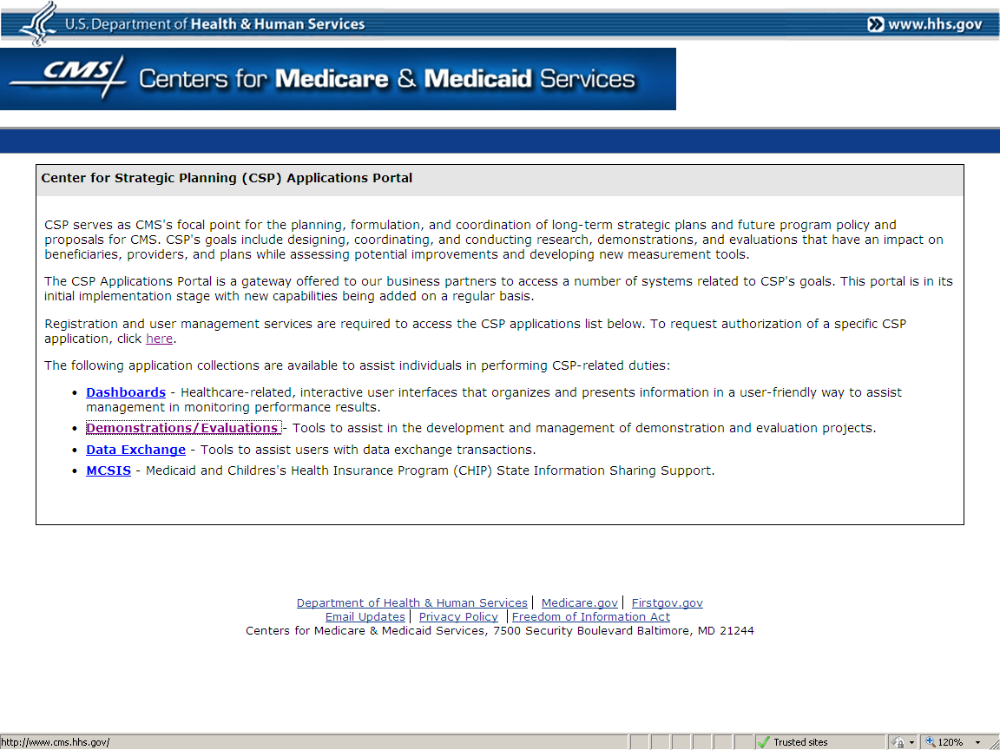 U.S. Department of Health & Human Services
www.hhs.gov
CMS/ Centers for Medicare & Medicaid Services
Center for Strategic Planning (CSP) Applications Portal
CSP serves as CMS's focal point for the planning, formulation, and coordination of long-term strategic plans and future program policy and
proposals for CMS. CSP's goals include designing, coordinating, and conducting research, demonstrations, and evaluations that have an impact on
beneficiaries, providers, and plans while assessing potential improvements and developing new measurement tools.
The CSP Applications Portal is a gateway offered to our business partners to access a number of systems related to CSP's goals. This portal is in its
initial implementation stage with new capabilities being added on a regular basis.
Registration and user management services are required to access the CSP applications list below. To request authorization of a specific CSP
application, click here.
The following application collections are available to assist individuals in performing CSP-related duties:
• Dashboards - Healthcare-related, interactive user interfaces that organizes and presents information in a user-friendly way to assist
management in monitoring performance results.
• Demonstrations/Evaluations - Tools to assist in the development and management of demonstration and evaluation projects.
• Data Exchange - Tools to assist users with data exchange transactions.
• MCSIS - Medicaid and Childres's Health Insurance Program (CHIP) State Information Sharing Support.
Department of Health & Human Services | Medicare.gov | Firstgov.gov
Email Updates | Privacy Policy | Freedom of Information Act
Centers for Medicare & Medicaid Services, 7500 Security Boulevard Baltimore, MD 21244
http://www.cms.hhs.gov/
Trusted sites
120%